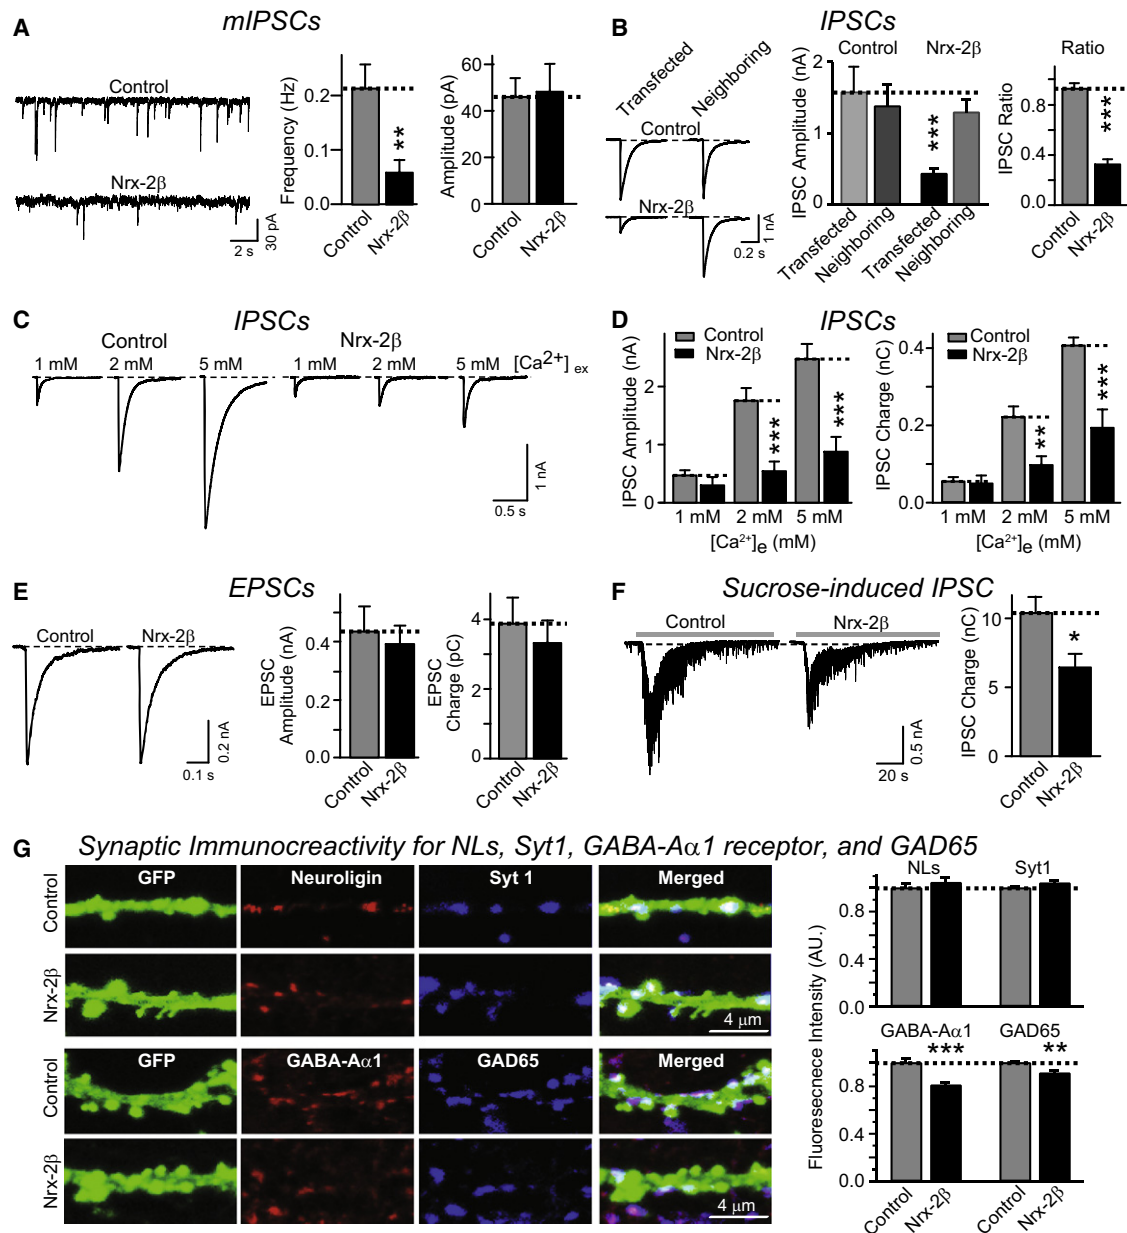 A
mIPSCs
Control
Nrx-2β
2 s
30 pA
Frequency (Hz)
0.2
0.1
0.0
**
Control
Nrx-2β
Amplitude (pA)
60
40
20
0
Control
Nrx-2β
B
IPSCs
Transfected
Neighboring
Control
Nrx-2β
0.2 s
1 nA
IPSC Amplitude (nA)
2
1
0
Control
Nrx-2β
***
Transfected
Neighboring
Transfected
Neighboring
Ratio
IPSC Ratio
0.8
0.4
0.0
***
Control
Nrx-2β
C
IPSCs
Control
Nrx-2β
1 mM
2 mM
5 mM
1 mM
2 mM
5 mM
[Ca²⁺] ex
1 nA
0.5 s
D
IPSCs
IPSC Amplitude (nA)
Control
Nrx-2β
2
1
0
***
***
1 mM
2 mM
5 mM
[Ca²⁺]e (mM)
IPSC Charge (nC)
Control
Nrx-2β
0.4
0.2
0.0
**
***
1 mM
2 mM
5 mM
[Ca²⁺]e (mM)
E
EPSCs
Control
Nrx-2β
0.1 s
0.2 nA
EPSC
Amplitude (nA)
0.4
0.2
0.0
Control
Nrx-2β
EPSC
Charge (pC)
4
2
0
Control
Nrx-2β
F
Sucrose-induced IPSC
Control
Nrx-2β
20 s
0.5 nA
IPSC Charge (nC)
10
5
0
*
Control
Nrx-2β
G
Synaptic Immunocreactivity for NLs, Syt1, GABA-Aα1 receptor, and GAD65
GFP
Neuroligin
Syt 1
Merged
Control
Nrx-2β
4 μm
GFP
GABA-Aα1
GAD65
Merged
Control
Nrx-2β
4 μm
Fluoresecnece Intensity (AU.)
NLs
Syt1
0.8
0.4
0.0
GABA-Aα1
GAD65
***
**
0.8
0.4
0.0
Control
Nrx-2β
Control
Nrx-2β